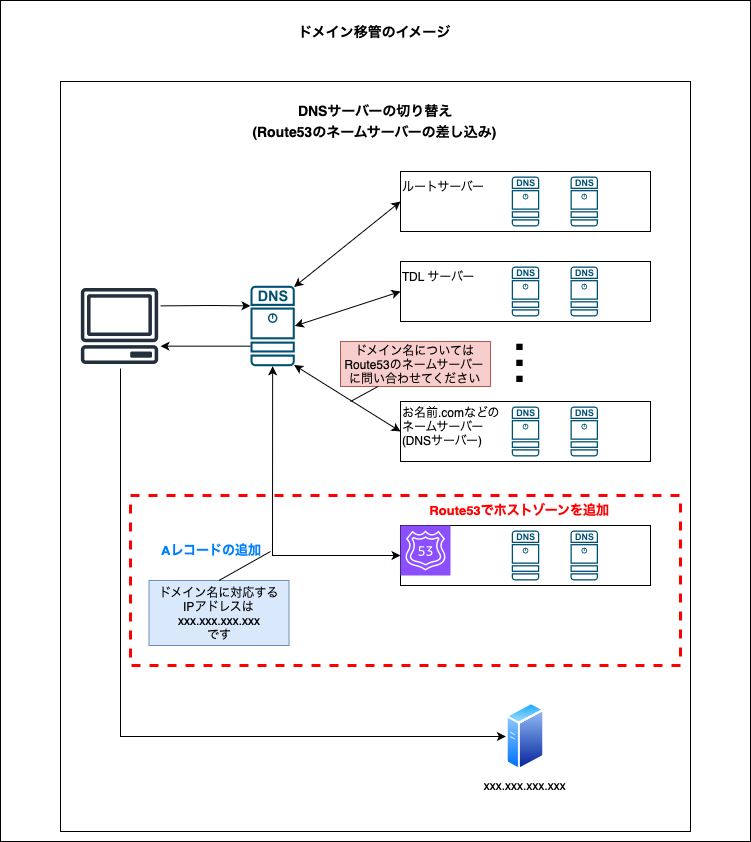 ドメイン移管のイメージ
DNSサーバーの切り替え
(Route53のネームサーバーの差し込み)
ルートサーバー
DNS
DNS
TDL サーバー
DNS
DNS
DNS
ドメイン名については
Route53のネームサーバー
に問い合わせてください
お名前.comなどの
ネームサーバー
(DNSサーバー)
DNS
DNS
Route53でホストゾーンを追加
Aレコードの追加
53
DNS
DNS
ドメイン名に対応する
IPアドレスは
xxx.xxx.xxx.xxx
です
xxx.xxx.xxx.xxx